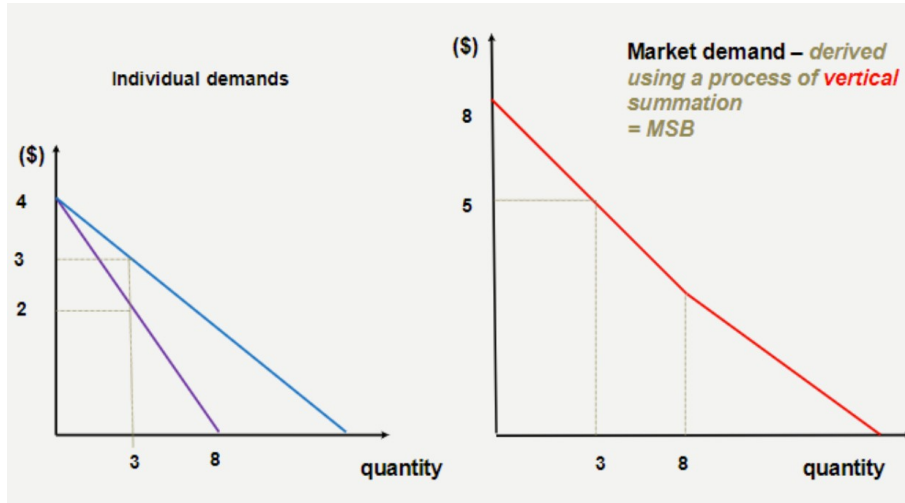 Individual demands
($)
4
3
2
3
8
quantity
($)
Market demand – derived
using a process of vertical
summation
= MSB
8
5
3
8
quantity